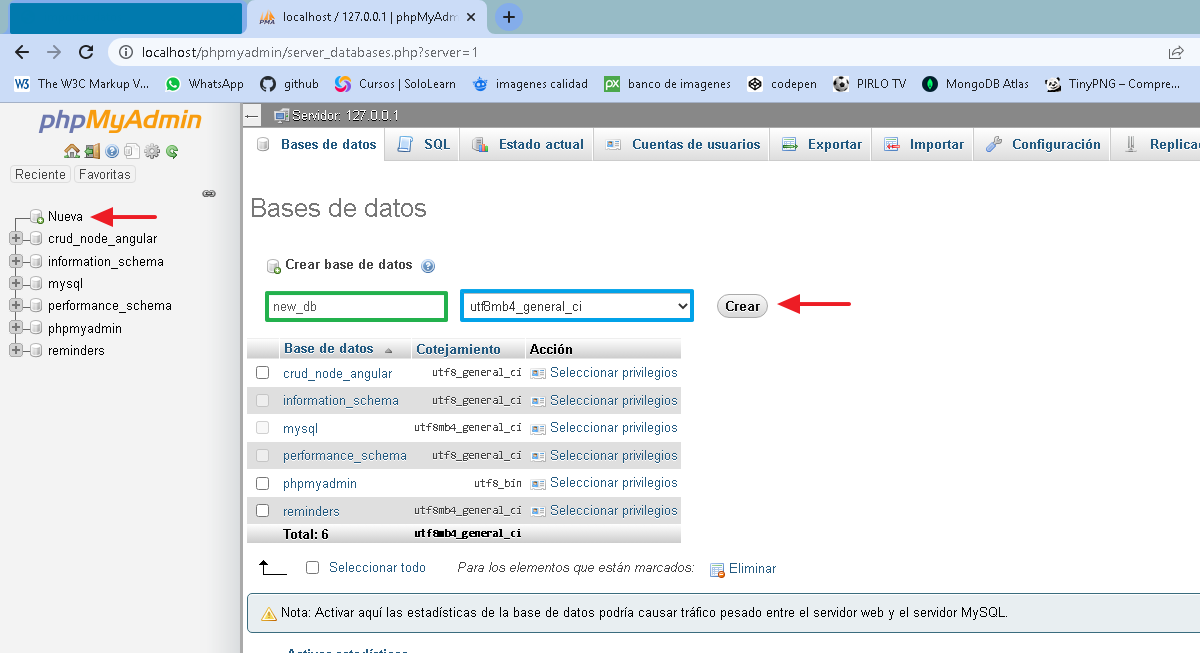 PMA localhost / 127.0.0.1 | phpMyAdm
localhost/phpmyadmin/server_databases.php?server=1
W3 The W3C Markup V... WhatsApp github Cursos | SoloLearn imagenes calidad px banco de imagenes codepen PIRLO TV MongoDB Atlas TinyPNG – Compre...
phpMyAdmin
Reciente Favoritas
Nueva
crud_node_angular
information_schema
mysql
performance_schema
phpmyadmin
reminders
Servidor: 127.0.0.1
Bases de datos SQL Estado actual Cuentas de usuarios Exportar Importar Configuración Replica
Bases de datos
Crear base de datos
new_db utf8mb4_general_ci Crear
Base de datos Cotejamiento Acción
crud_node_angular utf8_general_ci Seleccionar privilegios
information_schema utf8_general_ci Seleccionar privilegios
mysql utf8mb4_general_ci Seleccionar privilegios
performance_schema utf8_general_ci Seleccionar privilegios
phpmyadmin utf8_bin Seleccionar privilegios
reminders utf8mb4_general_ci Seleccionar privilegios
Total: 6 utf8mb4_general_ci
Seleccionar todo Para los elementos que están marcados: Eliminar
Nota: Activar aquí las estadísticas de la base de datos podría causar tráfico pesado entre el servidor web y el servidor MySQL.
Activar estadísticas